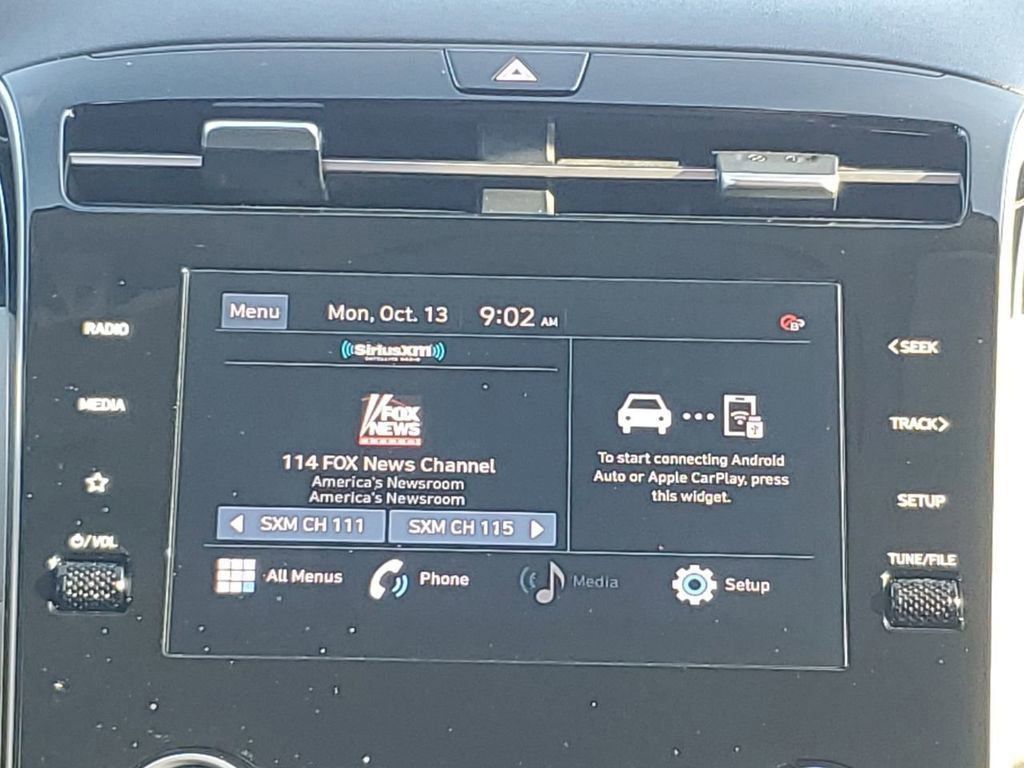 Menu
Mon, Oct. 13
9:02 AM
((SiriusXM))
SATELLITE RADIO
RADIO
<SEEK
MEDIA
FOX
NEWS
TRACK>
114 FOX News Channel
America's Newsroom
America's Newsroom
To start connecting Android
Auto or Apple CarPlay, press
this widget.
SETUP
SXM CH 111
SXM CH 115
/VOL
TUNE/FILE
All Menus
Phone
Media
Setup